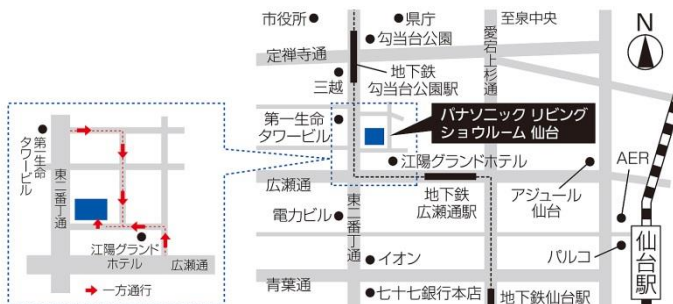 市役所
県庁
至泉中央
N
勾当台公園
定禅寺通
愛宕上杉通
地下鉄
勾当台公園駅
三越
第一生命
タワービル
パナソニック リビング
ショウルーム 仙台
江陽グランドホテル
AER
広瀬通
地下鉄
広瀬通駅
アジュール
仙台
東二番丁通
電力ビル
パルコ
仙台駅
イオン
青葉通
七十七銀行本店
地下鉄仙台駅
第一生命
タワービル
東二番丁通
江陽グランド
ホテル
広瀬通
一方通行